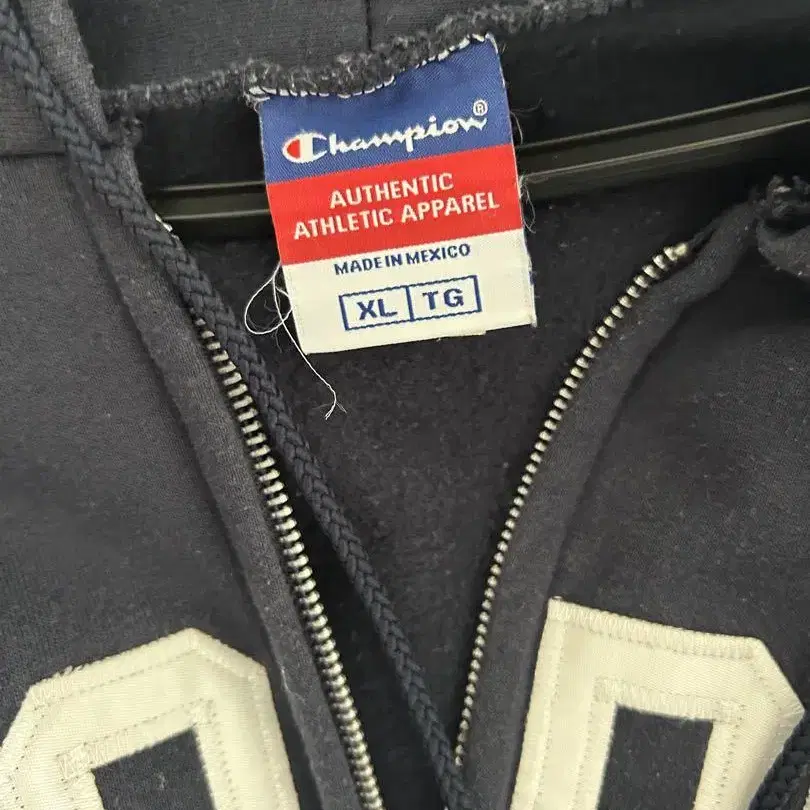 Champion®
AUTHENTIC
ATHLETIC APPAREL
MADE IN MEXICO
XL TG